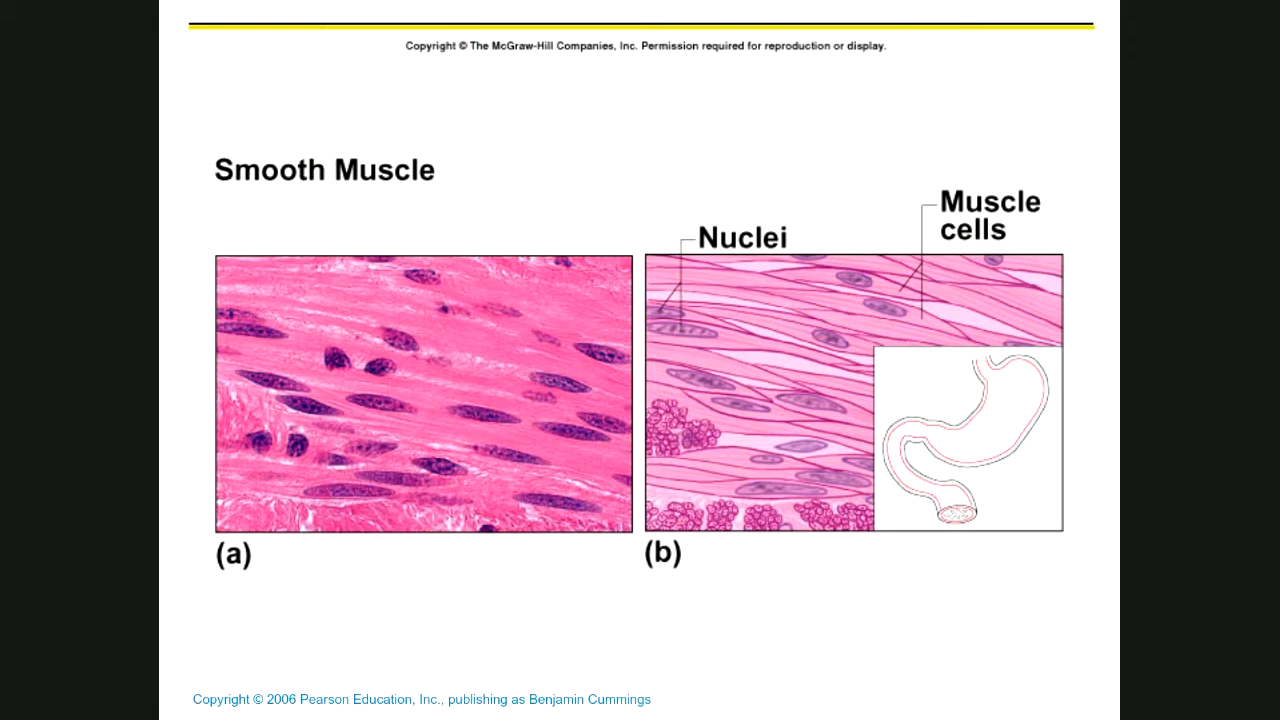 Copyright © The McGraw-Hill Companies, Inc. Permission required for reproduction or display.
Smooth Muscle
Muscle
cells
Nuclei
(a)
(b)
Copyright © 2006 Pearson Education, Inc., publishing as Benjamin Cummings